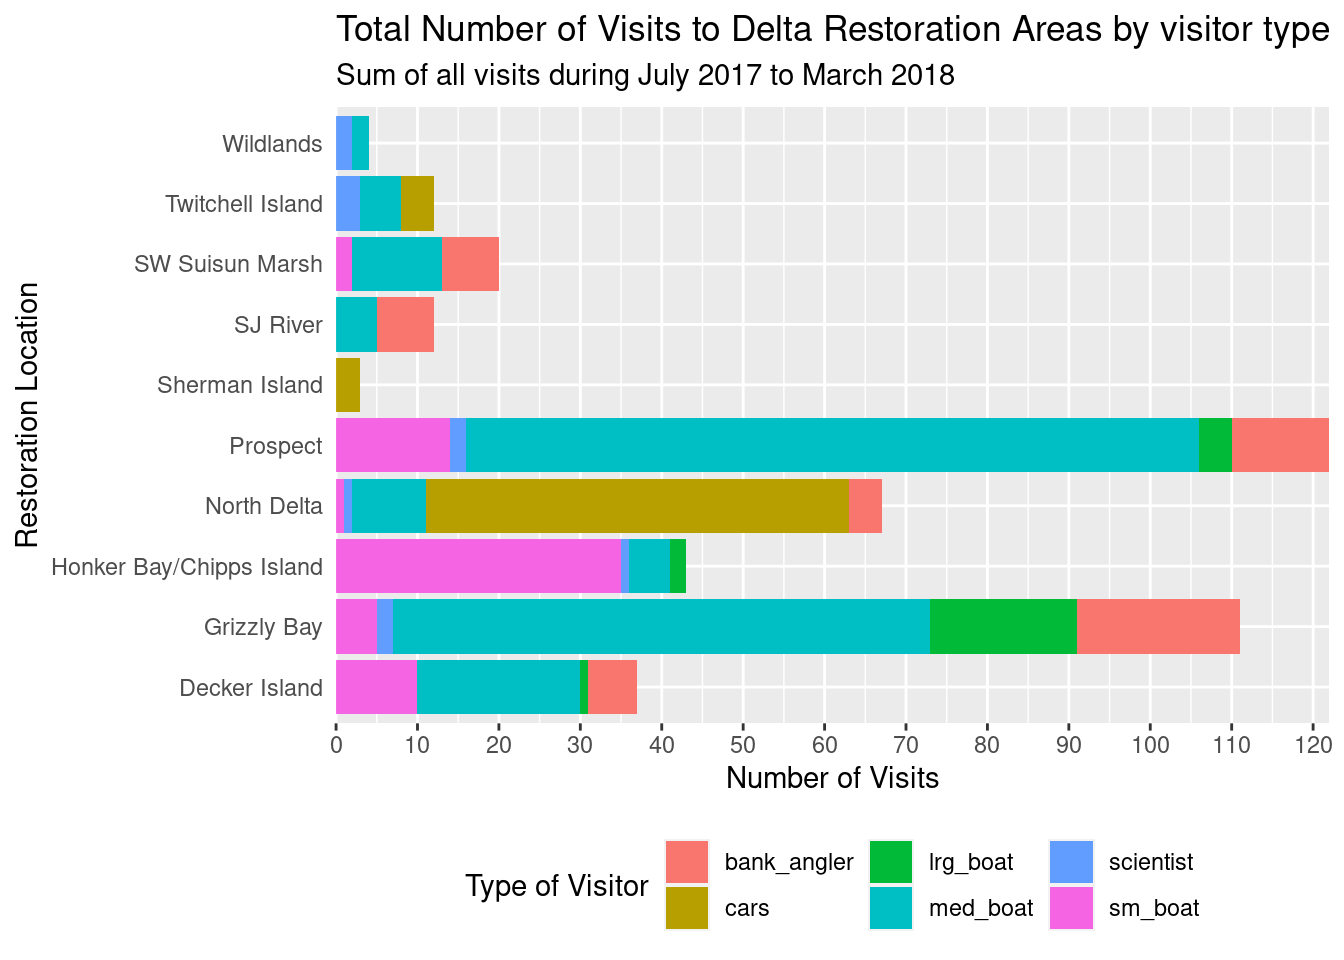 Total Number of Visits to Delta Restoration Areas by visitor type
Sum of all visits during July 2017 to March 2018
Restoration Location
Wildlands
Twitchell Island
SW Suisun Marsh
SJ River
Sherman Island
Prospect
North Delta
Honker Bay/Chipps Island
Grizzly Bay
Decker Island
0 10 20 30 40 50 60 70 80 90 100 110 120
Number of Visits
Type of Visitor
bank_angler lrg_boat scientist
cars med_boat sm_boat